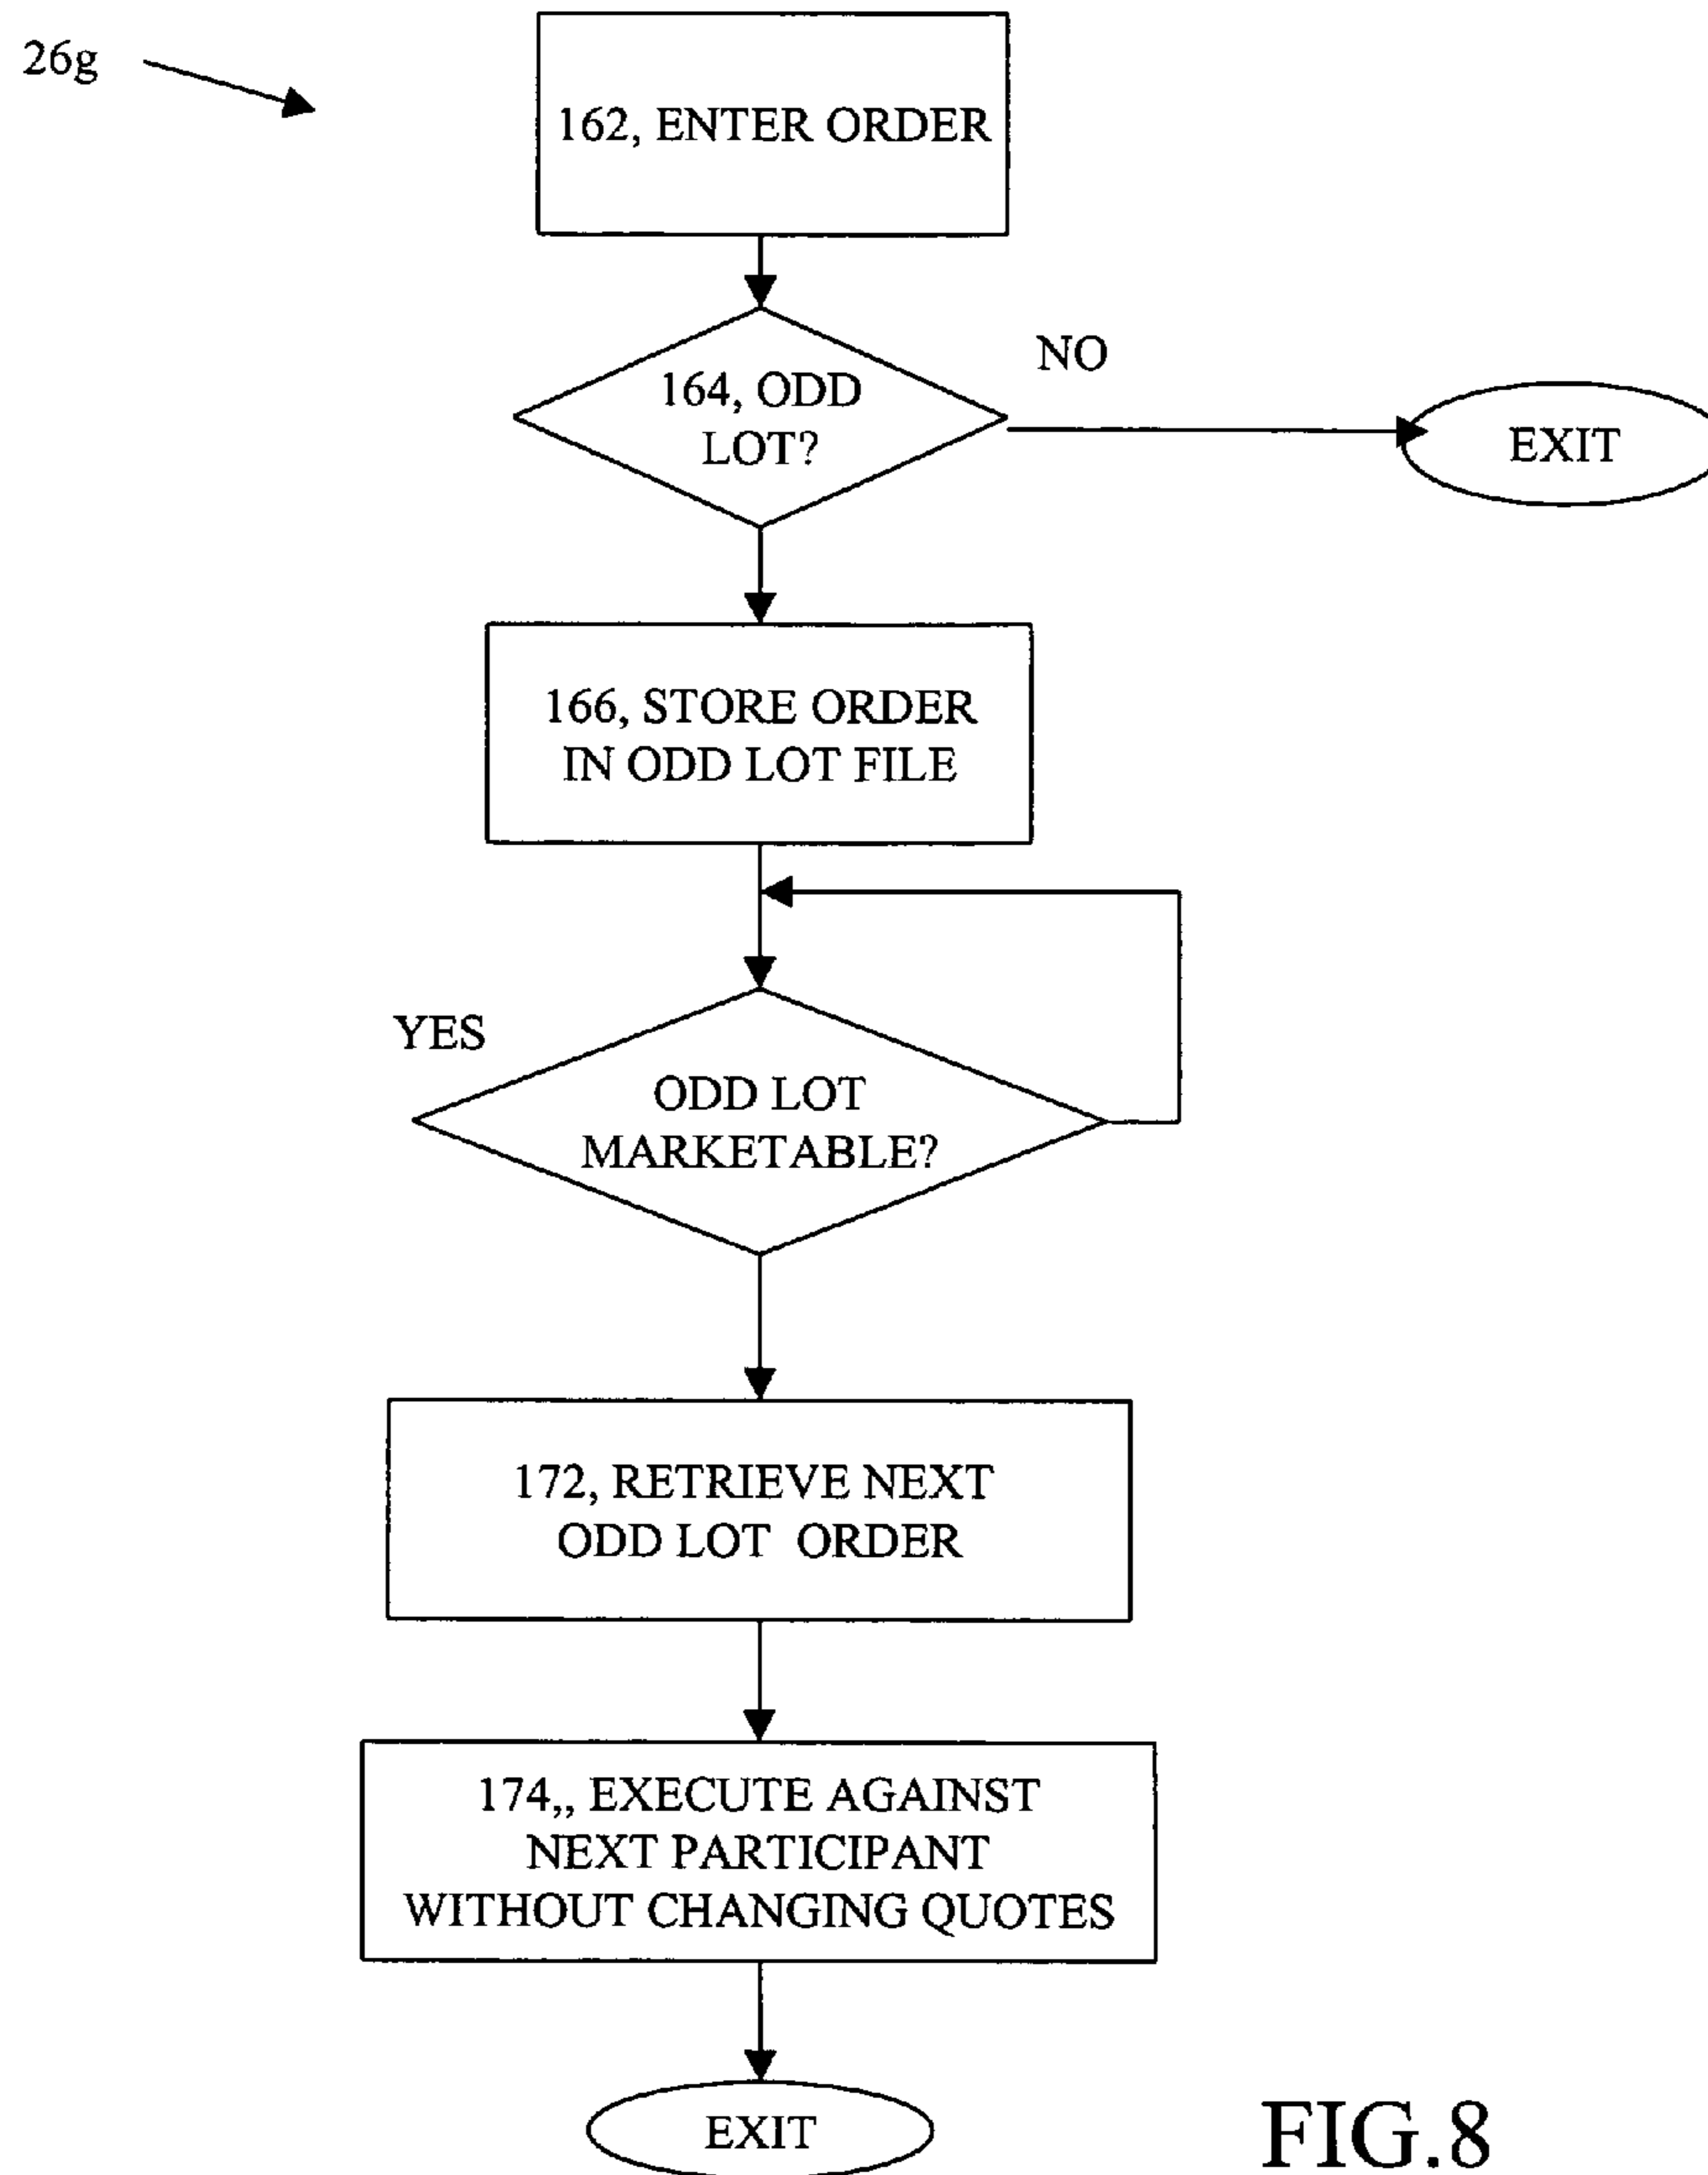 26g
162, ENTER ORDER
164, ODD
LOT?
NO
EXIT
166, STORE ORDER
IN ODD LOT FILE
YES
ODD LOT
MARKETABLE?
172, RETRIEVE NEXT
ODD LOT ORDER
174,, EXECUTE AGAINST
NEXT PARTICIPANT
WITHOUT CHANGING QUOTES
EXIT
FIG.8